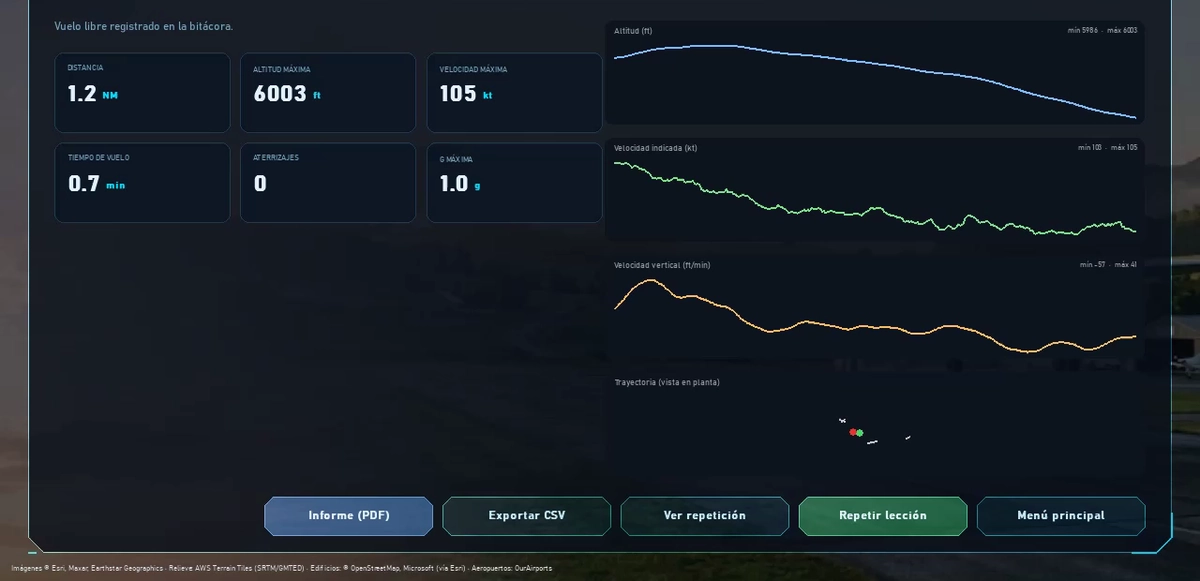 Vuelo libre registrado en la bitácora.
DISTANCIA
1.2 NM
ALTITUD MÁXIMA
6003 ft
VELOCIDAD MÁXIMA
105 kt
TIEMPO DE VUELO
0.7 min
ATERRIZAJES
0
G MÁXIMA
1.0 g
Altitud (ft)
mín 5986 · máx 6003
Velocidad indicada (kt)
mín 103 · máx 105
Velocidad vertical (ft/min)
mín -57 · máx 41
Trayectoria (vista en planta)
Informe (PDF)
Exportar CSV
Ver repetición
Repetir lección
Menú principal
Imágenes © Esri, Maxar, Earthstar Geographics · Relieve: AWS Terrain Tiles (SRTM/GMTED) · Edificios: © OpenStreetMap, Microsoft (vía Esri) · Aeropuertos: OurAirports